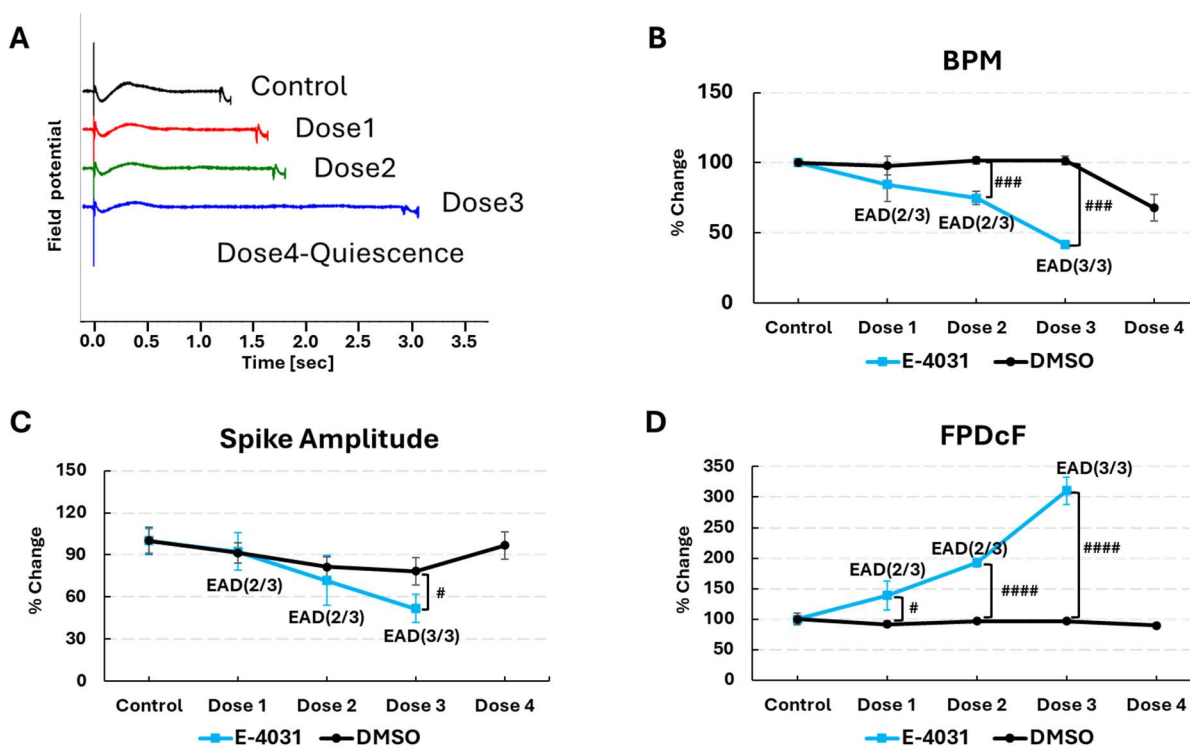 A
Control
Dose1
Dose2
Dose3
Dose4-Quiescence
Field potential
0.0 0.5 1.0 1.5 2.0 2.5 3.0 3.5
Time [sec]
B
BPM
150
100
50
0
% Change
###
###
EAD(2/3)
EAD(2/3)
EAD(3/3)
Control Dose 1 Dose 2 Dose 3 Dose 4
E-4031 DMSO
C
Spike Amplitude
150
120
90
60
30
0
% Change
EAD(2/3)
EAD(2/3)
#
EAD(3/3)
Control Dose 1 Dose 2 Dose 3 Dose 4
E-4031 DMSO
D
FPDcF
350
300
250
200
150
100
50
0
% Change
EAD(3/3)
EAD(2/3)
EAD(2/3)
####
####
#
Control Dose 1 Dose 2 Dose 3 Dose 4
E-4031 DMSO